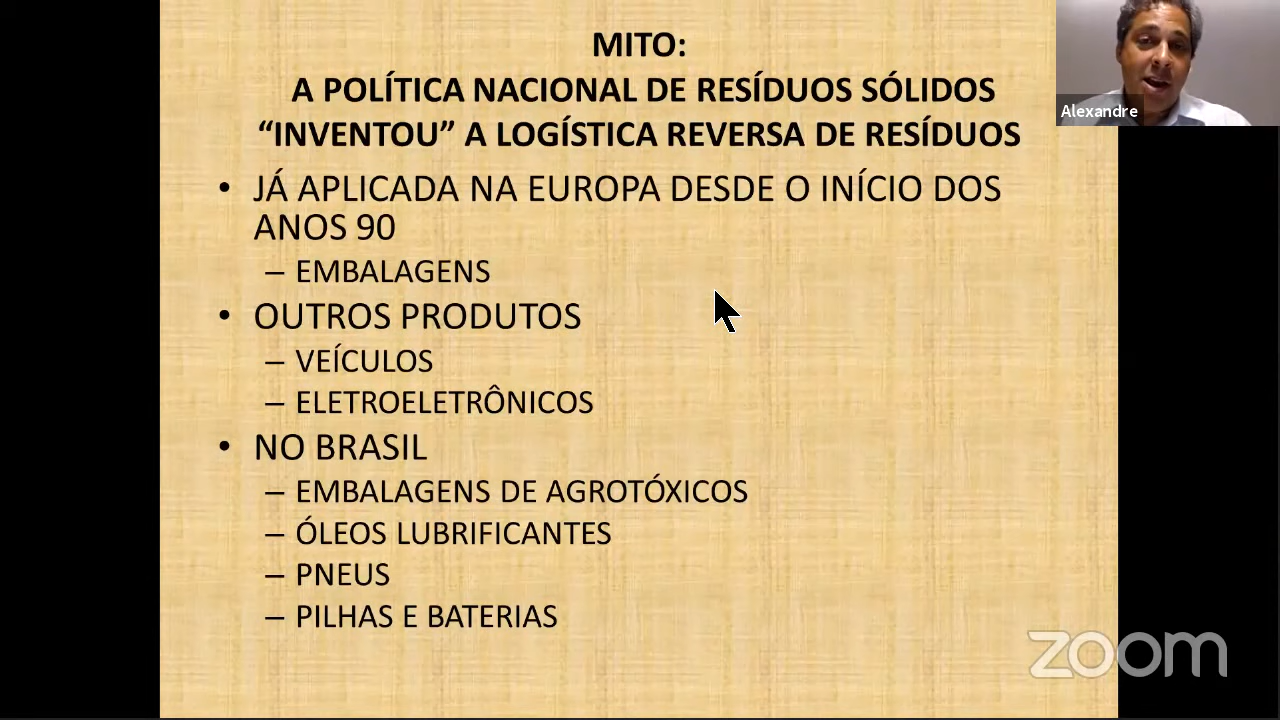 MITO:
A POLÍTICA NACIONAL DE RESÍDUOS SÓLIDOS
“INVENTOU” A LOGÍSTICA REVERSA DE RESÍDUOS
• JÁ APLICADA NA EUROPA DESDE O INÍCIO DOS
ANOS 90
– EMBALAGENS
• OUTROS PRODUTOS
– VEÍCULOS
– ELETROELETRÔNICOS
• NO BRASIL
– EMBALAGENS DE AGROTÓXICOS
– ÓLEOS LUBRIFICANTES
– PNEUS
– PILHAS E BATERIAS
Alexandre
zoom